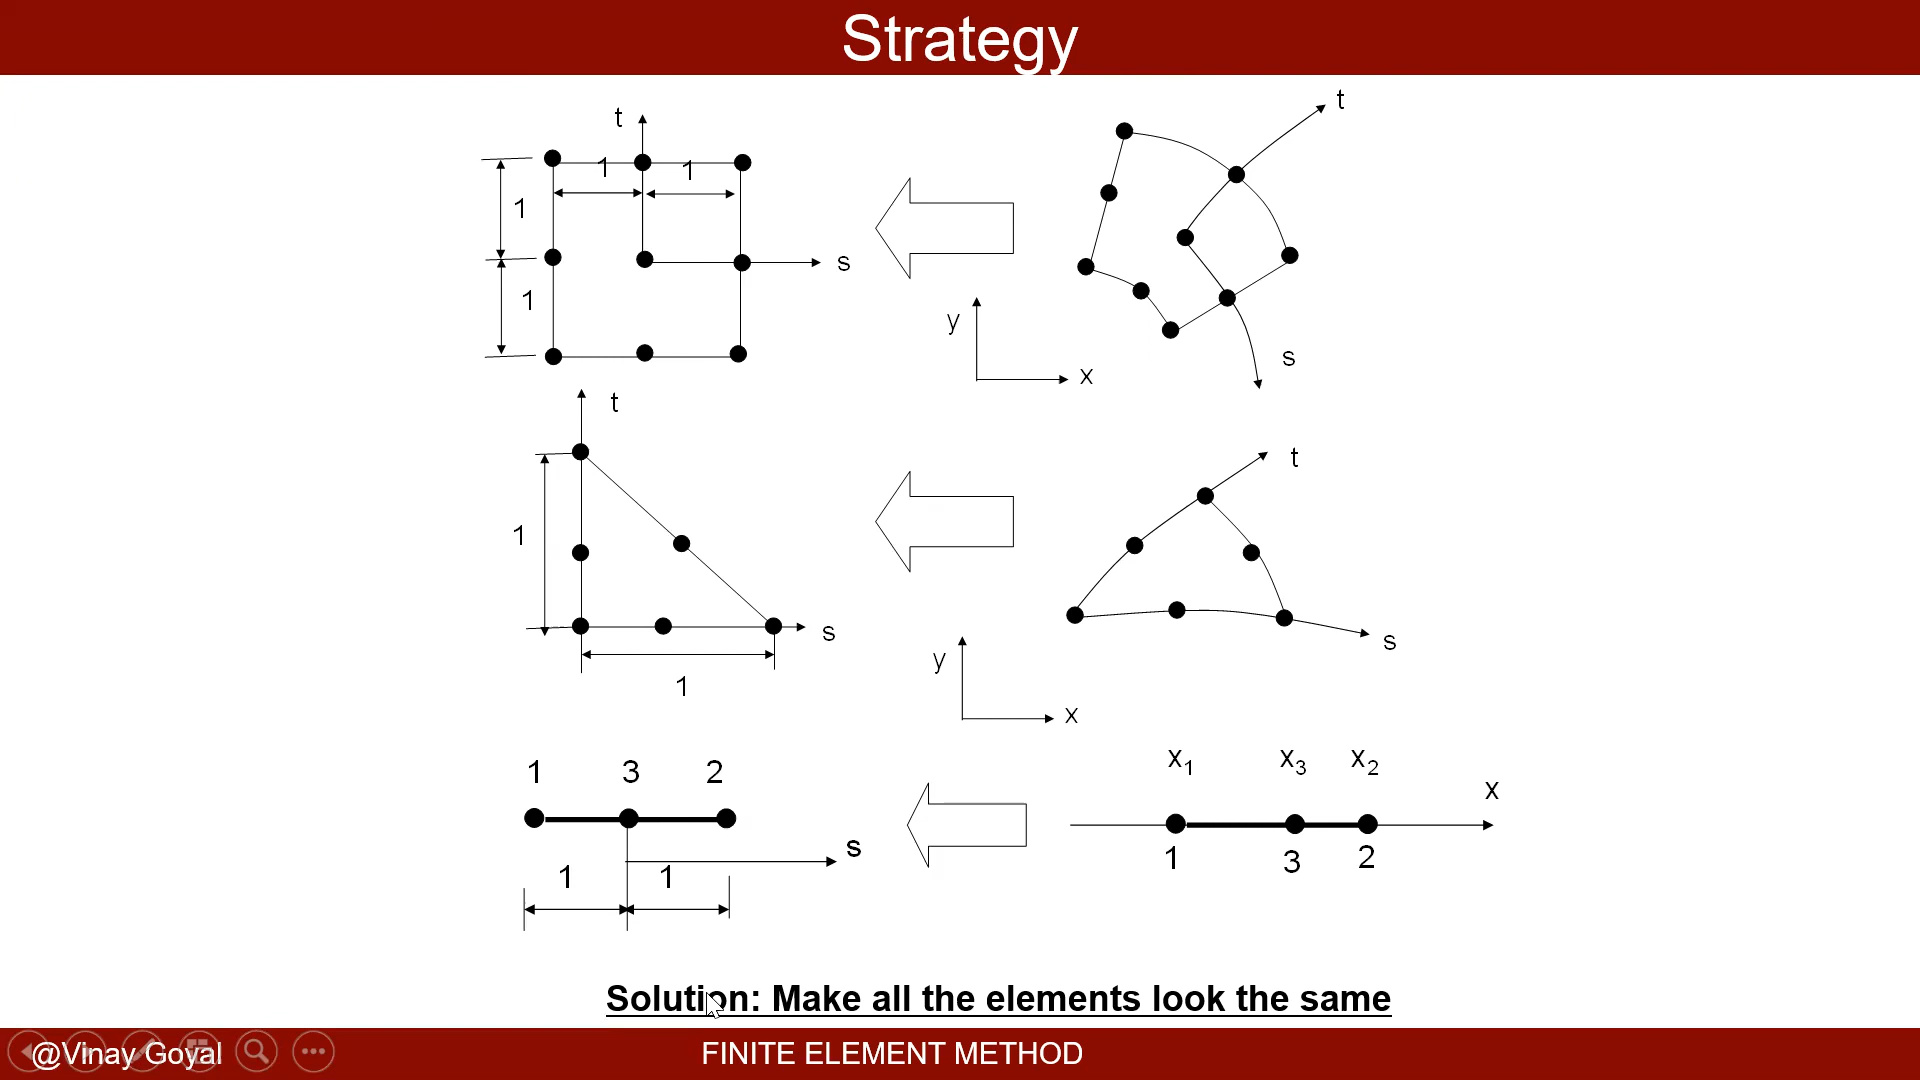 Strategy
t
1
1
1
1
s
t
s
y
x
t
1
s
1
t
s
y
x
1 3 2
s
1 1
x1 x3 x2
x
1 3 2
Solution: Make all the elements look the same
@Vinay Goyal
FINITE ELEMENT METHOD